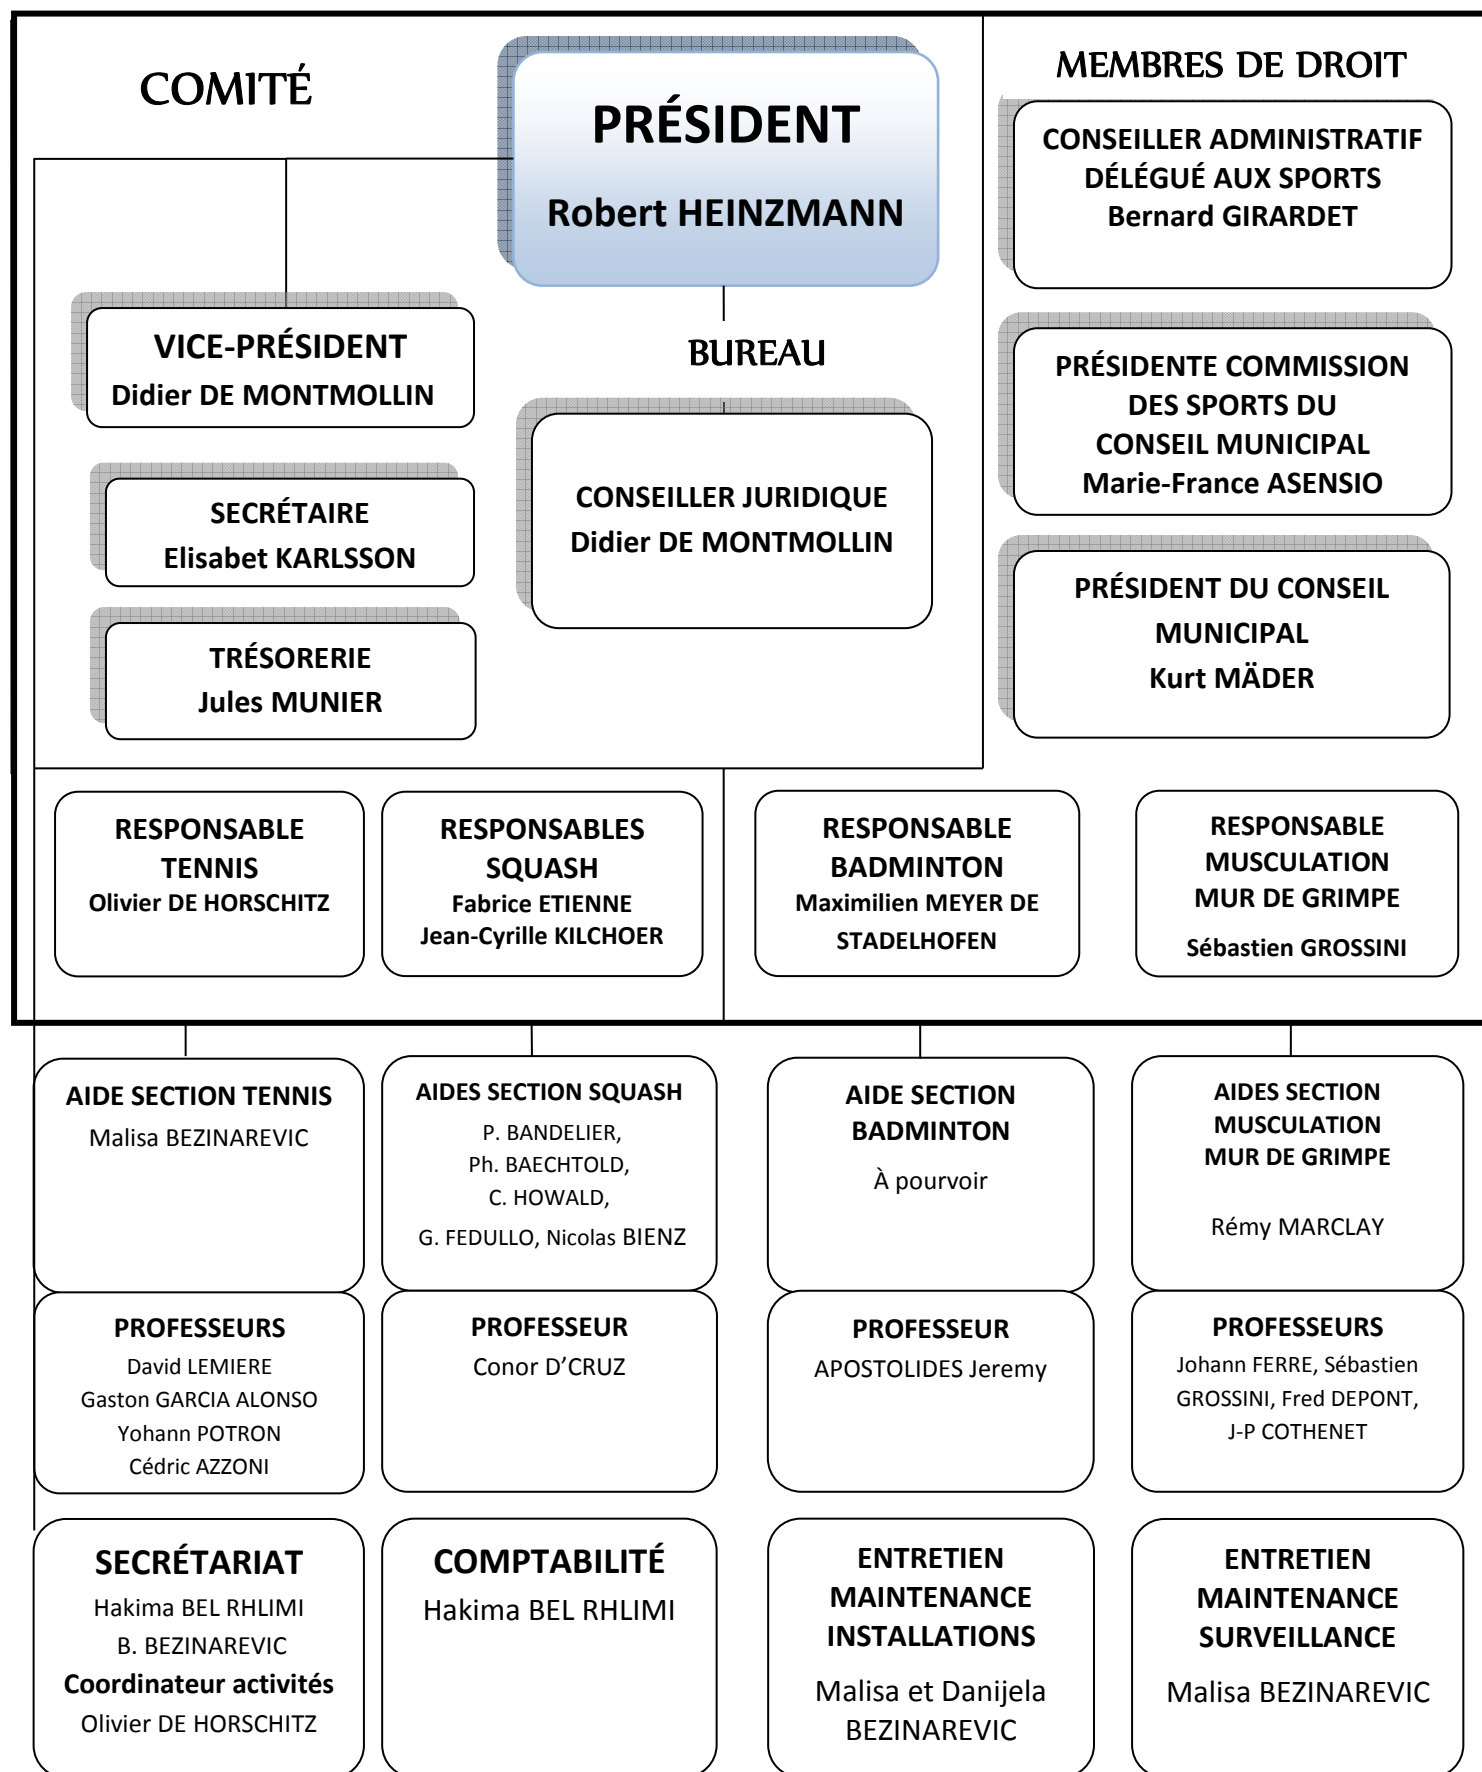 COMITÉ
PRÉSIDENT
Robert HEINZMANN
MEMBRES DE DROIT
CONSEILLER ADMINISTRATIF
DÉLÉGUÉ AUX SPORTS
Bernard GIRARDET
VICE-PRÉSIDENT
Didier DE MONTMOLLIN
BUREAU
PRÉSIDENTE COMMISSION
DES SPORTS DU
CONSEIL MUNICIPAL
Marie-France ASENSIO
SECRÉTAIRE
Elisabet KARLSSON
CONSEILLER JURIDIQUE
Didier DE MONTMOLLIN
PRÉSIDENT DU CONSEIL
MUNICIPAL
Kurt MÄDER
TRÉSORERIE
Jules MUNIER
RESPONSABLE
TENNIS
Olivier DE HORSCHITZ
RESPONSABLES
SQUASH
Fabrice ETIENNE
Jean-Cyrille KILCHOER
RESPONSABLE
BADMINTON
Maximilien MEYER DE
STADELHOFEN
RESPONSABLE
MUSCULATION
MUR DE GRIMPE
Sébastien GROSSINI
AIDE SECTION TENNIS
Malisa BEZINAREVIC
AIDES SECTION SQUASH
P. BANDELIER,
Ph. BAECHTOLD,
C. HOWALD,
G. FEDULLO, Nicolas BIENZ
AIDE SECTION
BADMINTON
À pourvoir
AIDES SECTION
MUSCULATION
MUR DE GRIMPE
Rémy MARCLAY
PROFESSEURS
David LEMIERE
Gaston GARCIA ALONSO
Yohann POTRON
Cédric AZZONI
PROFESSEUR
Conor D’CRUZ
PROFESSEUR
APOSTOLIDES Jeremy
PROFESSEURS
Johann FERRE, Sébastien
GROSSINI, Fred DEPONT,
J-P COTHENET
SECRÉTARIAT
Hakima BEL RHLIMI
B. BEZINAREVIC
Coordinateur activités
Olivier DE HORSCHITZ
COMPTABILITÉ
Hakima BEL RHLIMI
ENTRETIEN
MAINTENANCE
INSTALLATIONS
Malisa et Danijela
BEZINAREVIC
ENTRETIEN
MAINTENANCE
SURVEILLANCE
Malisa BEZINAREVIC